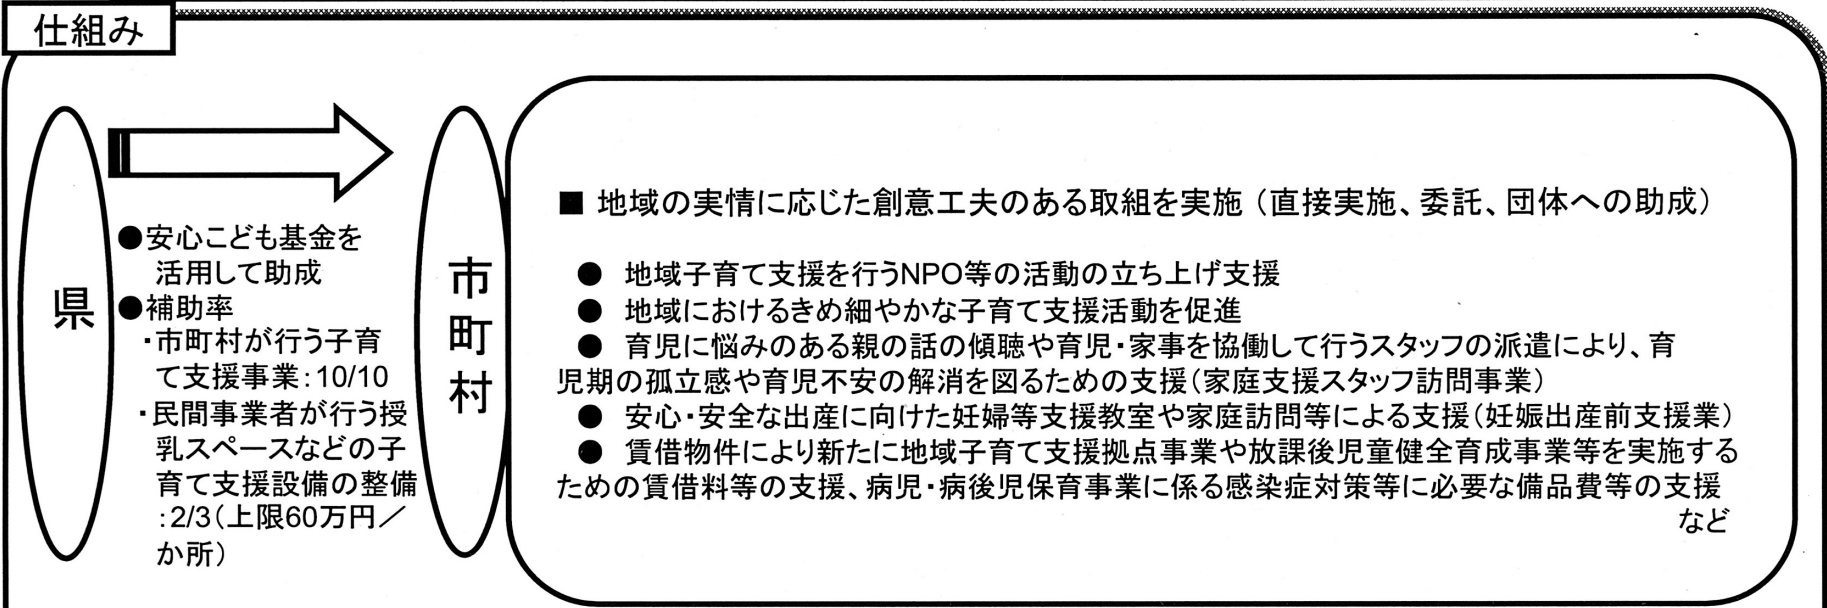 仕組み
県
●安心こども基金を
活用して助成
●補助率
・市町村が行う子育
て支援事業:10/10
・民間事業者が行う授
乳スペースなどの子
育て支援設備の整備
:2/3(上限60万円/
か所)
市
町
村
■ 地域の実情に応じた創意工夫のある取組を実施（直接実施、委託、団体への助成）
● 地域子育て支援を行うNPO等の活動の立ち上げ支援
● 地域におけるきめ細やかな子育て支援活動を促進
● 育児に悩みのある親の話の傾聴や育児・家事を協働して行うスタッフの派遣により、育
児期の孤立感や育児不安の解消を図るための支援(家庭支援スタッフ訪問事業)
● 安心・安全な出産に向けた妊婦等支援教室や家庭訪問等による支援(妊娠出産前支援業)
● 賃借物件により新たに地域子育て支援拠点事業や放課後児童健全育成事業等を実施する
ための賃借料等の支援、病児・病後児保育事業に係る感染症対策等に必要な備品費等の支援
など